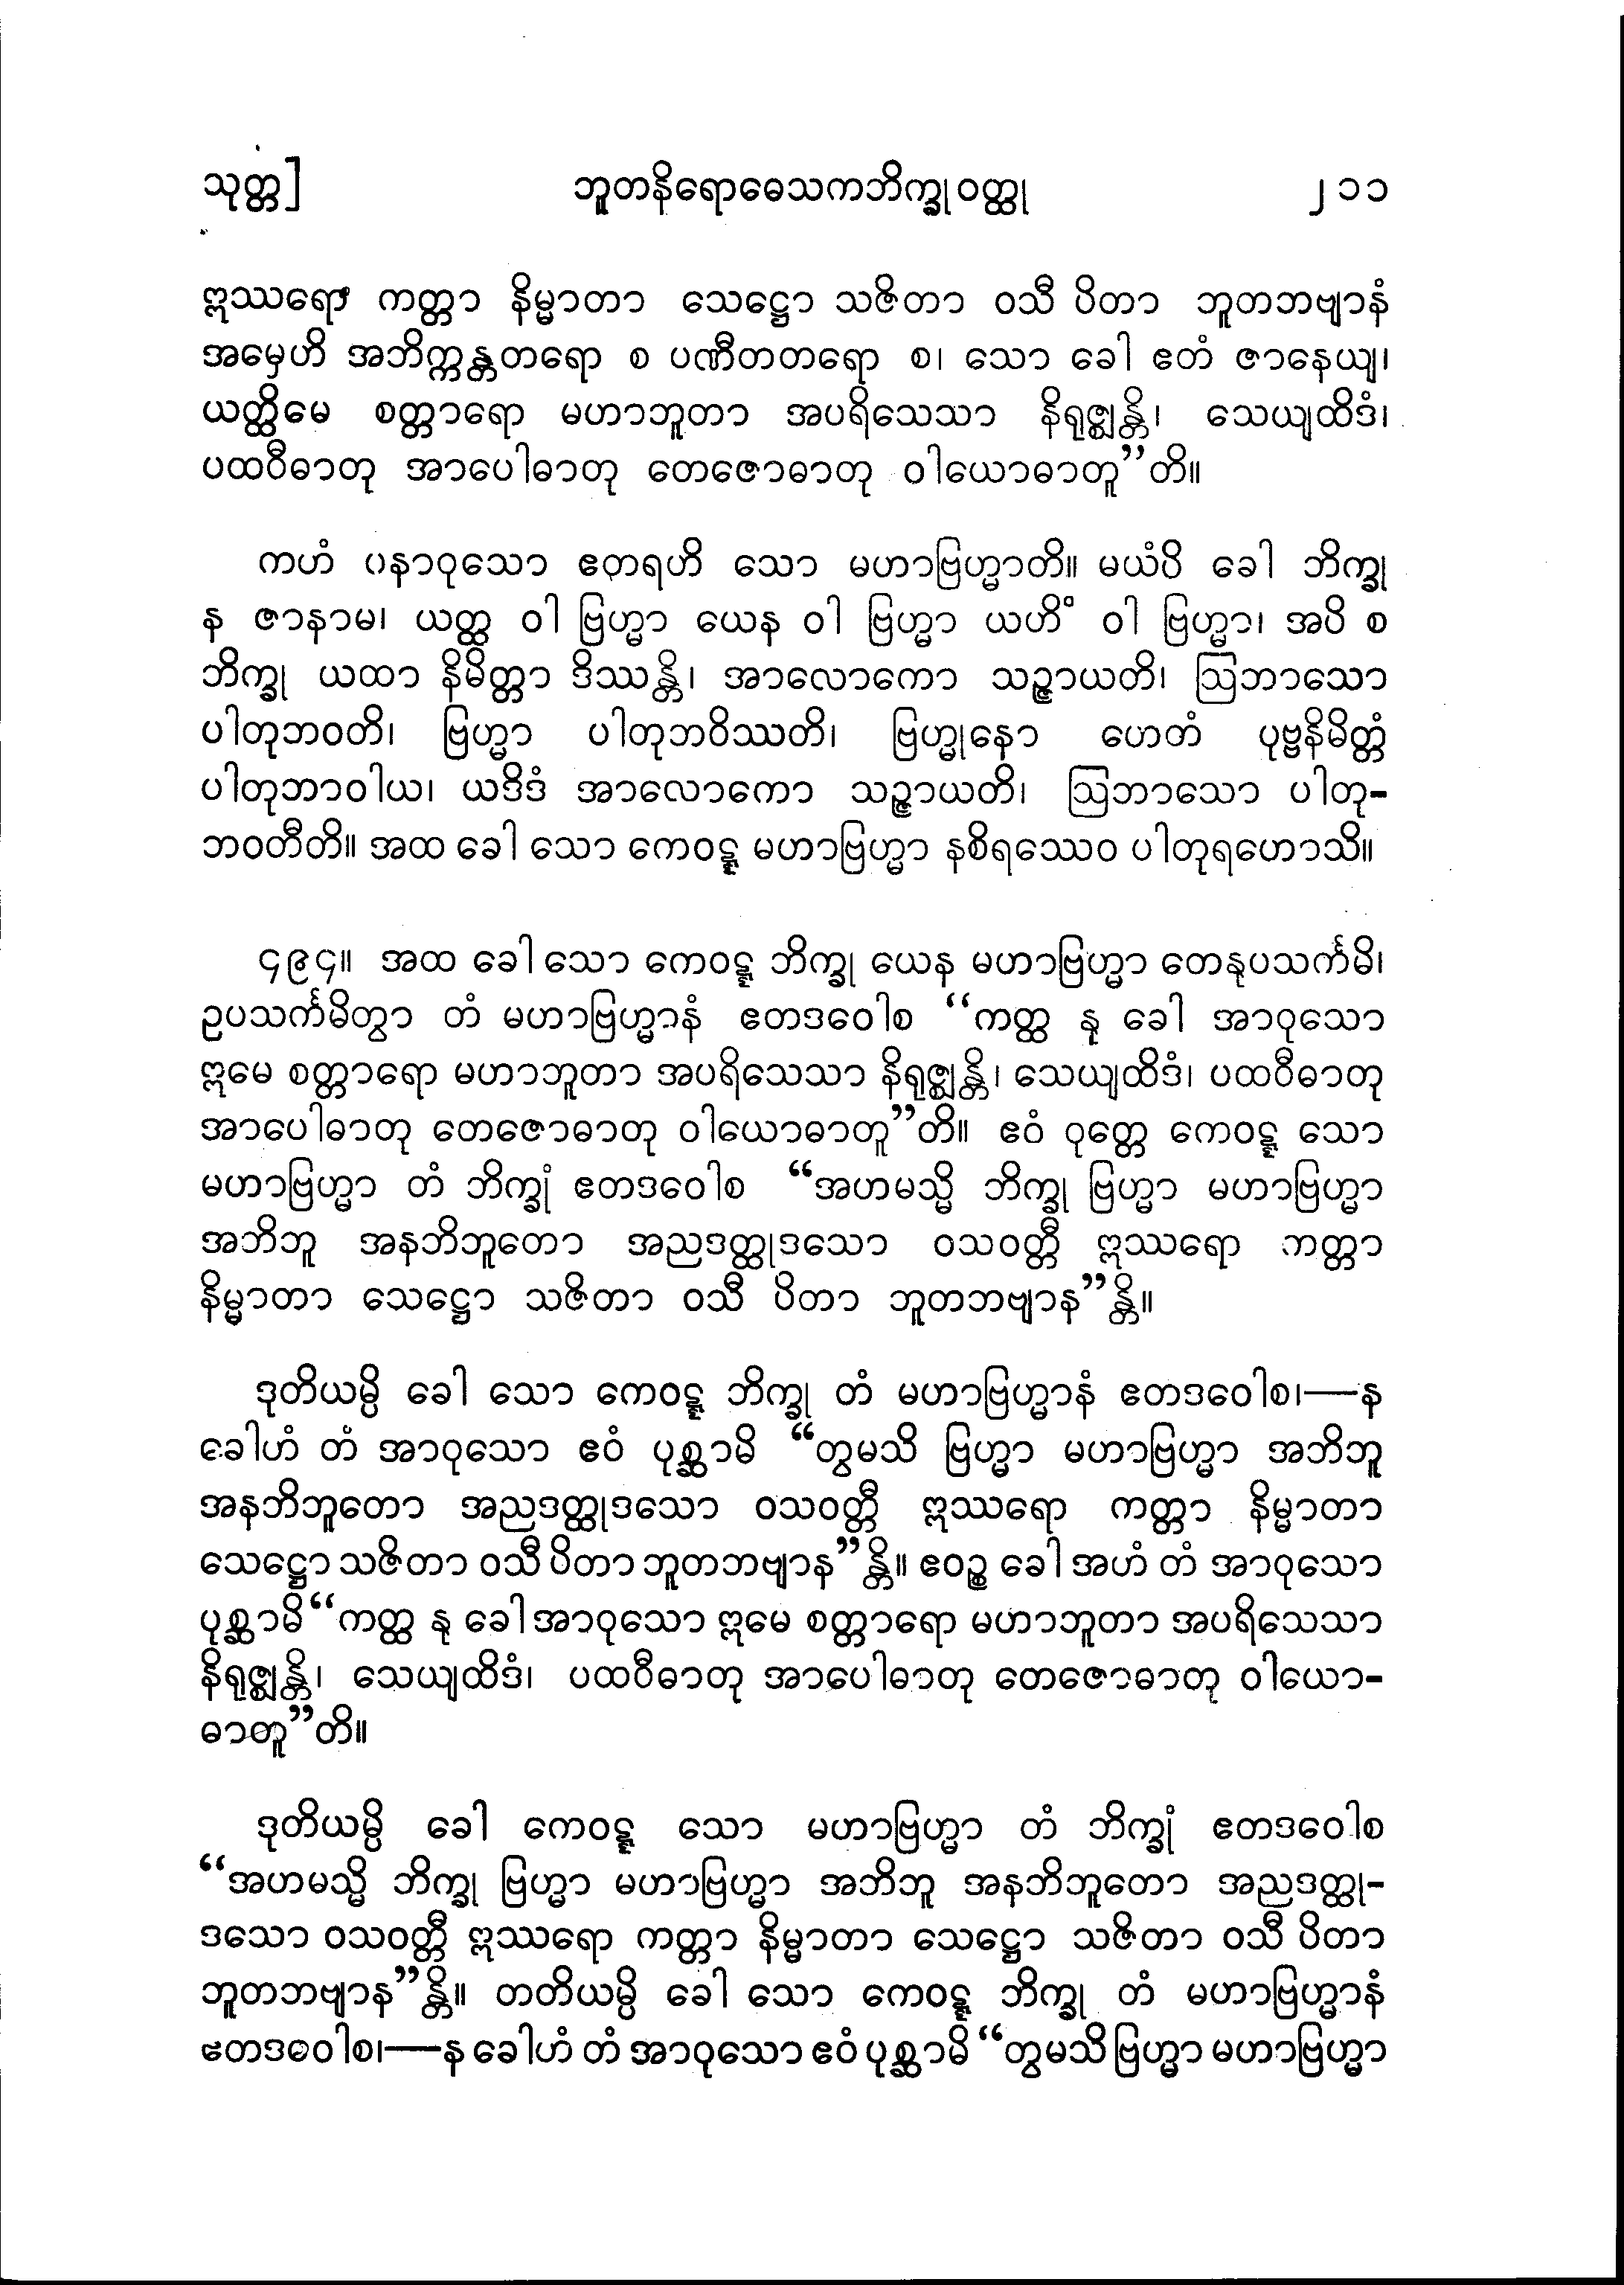 သုတ္တ] ဘူတနိရောဓေသကဘိက္ခုဝတ္ထု ၂၁၁
ဣဿရော ကတ္တာ နိမ္မာတာ သေဋ္ဌော သဇိတာ ဝသီ ပိတာ ဘူတဘဗျာနံ
အမှေဟိ အဘိက္ကန္တတရော စ ပဏီတတရော စ၊ သော ခေါ ဧတံ ဇာနေယျ၊
ယတ္ထိမေ စတ္တာရော မဟာဘူတာ အပရိသေသာ နိရုဇ္ဈန္တိ၊ သေယျထိဒံ၊
ပထဝီဓာတု အာပေါဓာတု တေဇောဓာတု ဝါယောဓာတူ”တိ။
ကဟံ ပနာဝုသော ဧတရဟိ သော မဟာဗြဟ္မာတိ။ မယံပိ ခေါ ဘိက္ခု
န ဇာနာမ၊ ယတ္ထ ဝါ ဗြဟ္မာ ယေန ဝါ ဗြဟ္မာ ယဟိံ ဝါ ဗြဟ္မာ၊ အပိ စ
ဘိက္ခု ယထာ နိမိတ္တာ ဒိဿန္တိ၊ အာလောကော သဉ္ဇာယတိ၊ ဩဘာသော
ပါတုဘဝတိ၊ ဗြဟ္မာ ပါတုဘဝိဿတိ၊ ဗြဟ္မုနော ဟေတံ ပုဗ္ဗနိမိတ္တံ
ပါတုဘာဝါယ၊ ယဒိဒံ အာလောကော သဉ္ဇာယတိ၊ ဩဘာသော ပါတု-
ဘဝတီတိ။ အထ ခေါ သော ကေဝဋ္ဋ မဟာဗြဟ္မာ နစိရဿေဝ ပါတုရဟောသိ။
၄၉၄။ အထ ခေါ သော ကေဝဋ္ဋ ဘိက္ခု ယေန မဟာဗြဟ္မာ တေနုပသင်္ကမိ၊
ဥပသင်္ကမိတွာ တံ မဟာဗြဟ္မာနံ ဧတဒဝေါစ “ကတ္ထ နု ခေါ အာဝုသော
ဣမေ စတ္တာရော မဟာဘူတာ အပရိသေသာ နိရုဇ္ဈန္တိ၊ သေယျထိဒံ၊ ပထဝီဓာတု
အာပေါဓာတု တေဇောဓာတု ဝါယောဓာတူ”တိ။ ဧဝံ ဝုတ္တေ ကေဝဋ္ဋ သော
မဟာဗြဟ္မာ တံ ဘိက္ခုံ ဧတဒဝေါစ “အဟမသ္မိ ဘိက္ခု ဗြဟ္မာ မဟာဗြဟ္မာ
အဘိဘူ အနဘိဘူတော အညဒတ္ထုဒသော ဝသဝတ္တီ ဣဿရော ကတ္တာ
နိမ္မာတာ သေဋ္ဌော သဇိတာ ဝသီ ပိတာ ဘူတဘဗျာန”န္တိ။
ဒုတိယမ္ပိ ခေါ သော ကေဝဋ္ဋ ဘိက္ခု တံ မဟာဗြဟ္မာနံ ဧတဒဝေါစ၊—န
ခေါဟံ တံ အာဝုသော ဧဝံ ပုစ္ဆာမိ “တွမသိ ဗြဟ္မာ မဟာဗြဟ္မာ အဘိဘူ
အနဘိဘူတော အညဒတ္ထုဒသော ဝသဝတ္တီ ဣဿရော ကတ္တာ နိမ္မာတာ
သေဋ္ဌော သဇိတာ ဝသီ ပိတာ ဘူတဘဗျာန”န္တိ။ ဧဝဉ္စ ခေါ အဟံ တံ အာဝုသော
ပုစ္ဆာမိ“ကတ္ထ နု ခေါ အာဝုသော ဣမေ စတ္တာရော မဟာဘူတာ အပရိသေသာ
နိရုဇ္ဈန္တိ၊ သေယျထိဒံ၊ ပထဝီဓာတု အာပေါဓာတု တေဇောဓာတု ဝါယော-
ဓာတူ”တိ။
ဒုတိယမ္ပိ ခေါ ကေဝဋ္ဋ သော မဟာဗြဟ္မာ တံ ဘိက္ခုံ ဧတဒဝေါစ
“အဟမသ္မိ ဘိက္ခု ဗြဟ္မာ မဟာဗြဟ္မာ အဘိဘူ အနဘိဘူတော အညဒတ္ထု-
ဒသော ဝသဝတ္တီ ဣဿရော ကတ္တာ နိမ္မာတာ သေဋ္ဌော သဇိတာ ဝသီ ပိတာ
ဘူတဘဗျာန”န္တိ။ တတိယမ္ပိ ခေါ သော ကေဝဋ္ဋ ဘိက္ခု တံ မဟာဗြဟ္မာနံ
ဧတဒဝေါစ၊—န ခေါဟံ တံ အာဝုသော ဧဝံ ပုစ္ဆာမိ “တွမသိ ဗြဟ္မာ မဟာဗြဟ္မာ